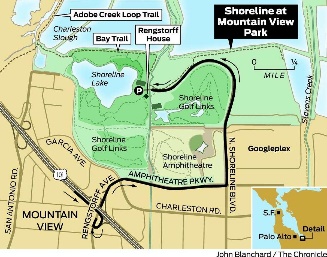 Adobe Creek Loop Trail
Charleston
Slough
Bay Trail
Rengstorff
House
Shoreline at
Mountain View
Park
Shoreline
Lake
P
0 ¼
MILE
Stevens Creek
Shoreline
Golf Links
Shoreline
Golf Links
GARCIA AVE.
Shoreline
Amphitheatre
Googleplex
N. SHORELINE BLVD.
AMPHITHEATRE PKWY.
SAN ANTONIO RD.
101
RENGSTORFF AVE.
CHARLESTON RD.
MOUNTAIN
VIEW
S.F.
Palo Alto
Detail
John Blanchard / The Chronicle